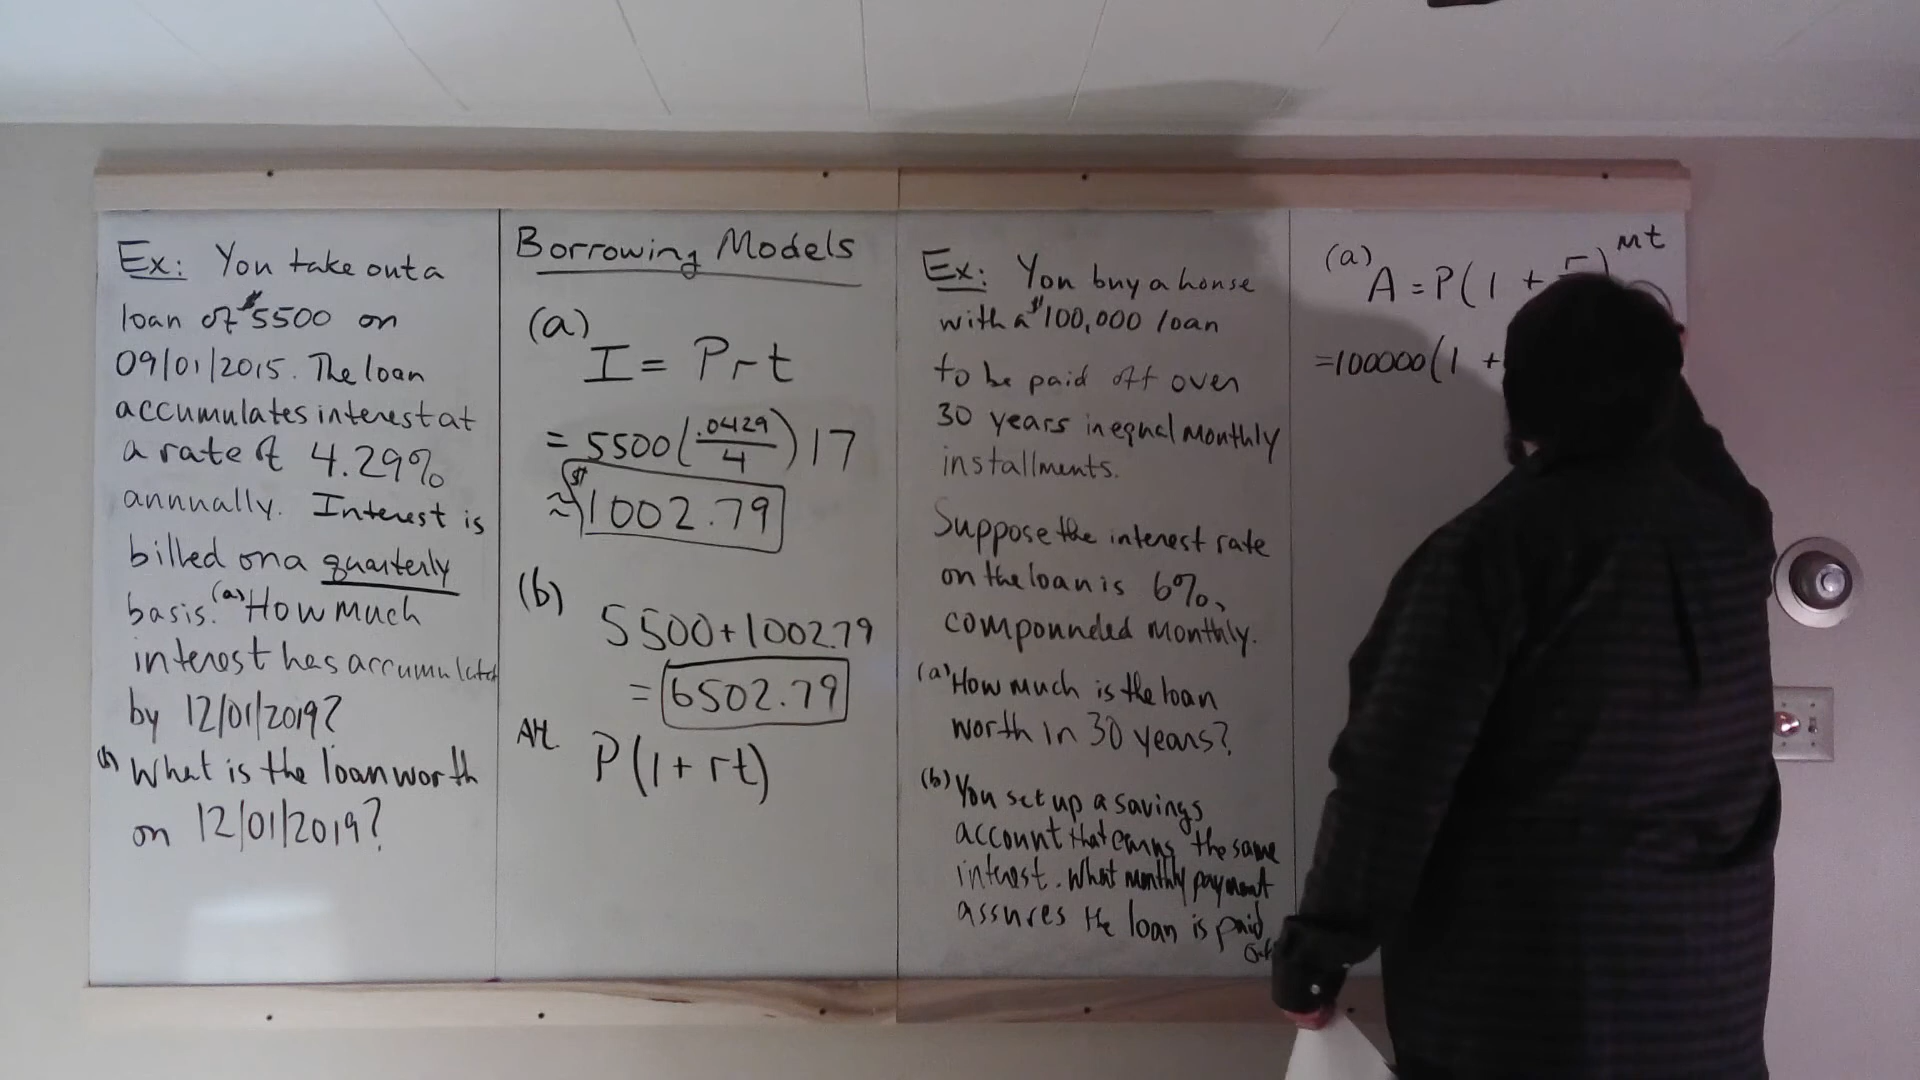 Ex: You take out a
loan of $5500 on
09/01/2015. The loan
accumulates interest at
a rate of 4.29%
annually. Interest is
billed on a quarterly
basis. (a) How much
interest has accumulated
by 12/01/2019?
(b) What is the loan worth
on 12/01/2019?
Borrowing Models
(a)
I = Prt
= 5500(.0429/4)17
≈ $1002.79
(b)
5500+1002.79
= 6502.79
Alt.
P(1+rt)
Ex: You buy a house
with a $100,000 loan
to be paid off over
30 years in equal monthly
installments.
Suppose the interest rate
on the loan is 6%,
compounded monthly.
(a) How much is the loan
worth in 30 years?
(b) You set up a savings
account that earns the same
interest. What monthly payment
assures the loan is paid
(a)
A = P(1 + r)mt
=100000(1 +